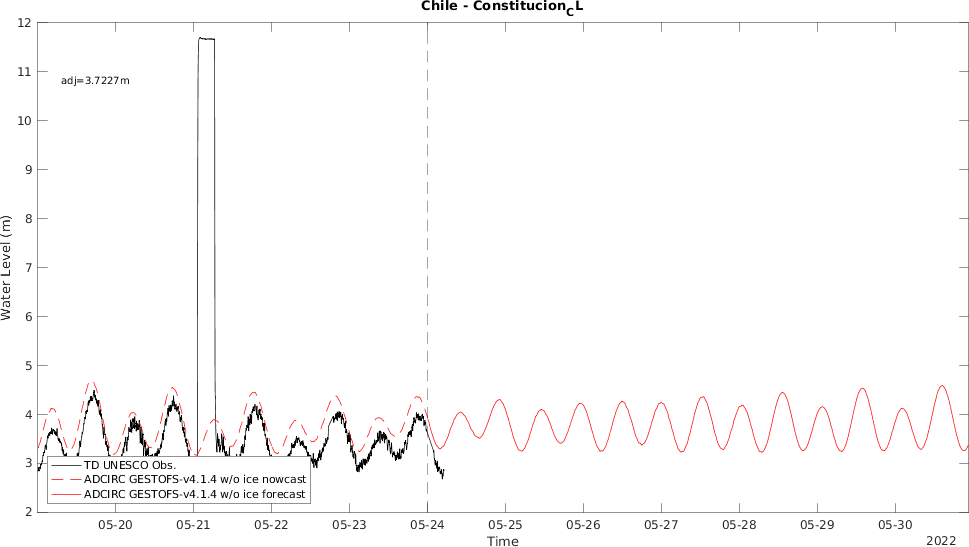 Chile - Constitucion_CL
adj=3.7227m
Water Level (m)
12
11
10
9
8
7
6
5
4
3
2
TD UNESCO Obs.
ADCIRC GESTOFS-v4.1.4 w/o ice nowcast
ADCIRC GESTOFS-v4.1.4 w/o ice forecast
05-20 05-21 05-22 05-23 05-24 05-25 05-26 05-27 05-28 05-29 05-30
Time
2022